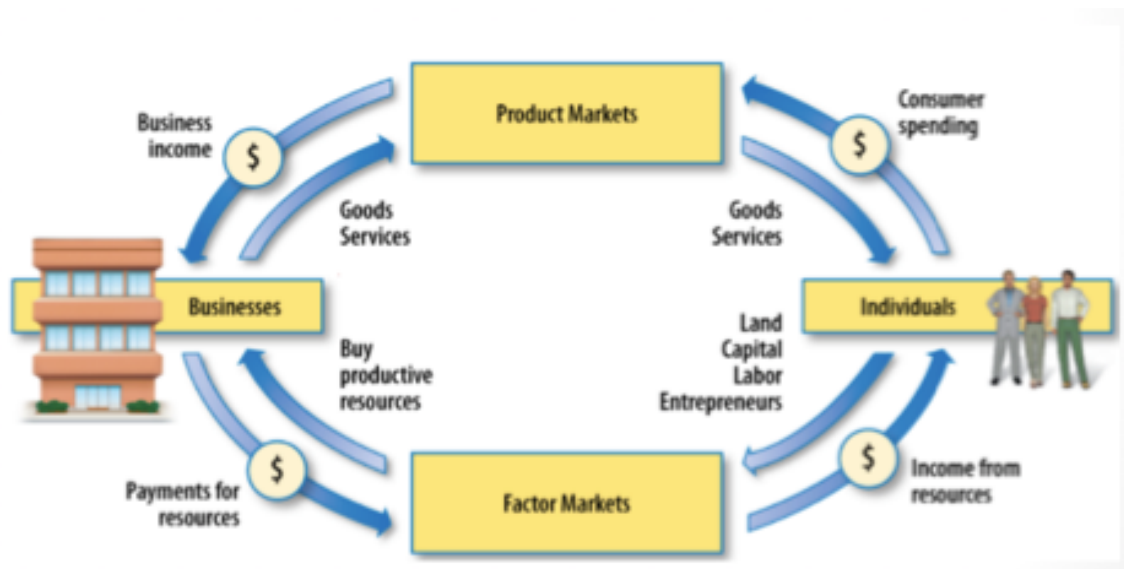 Product Markets
Business
income
$
Goods
Services
Consumer
spending
$
Goods
Services
Businesses
Individuals
Buy
productive
resources
Land
Capital
Labor
Entrepreneurs
Payments for
resources
$
Factor Markets
$
Income from
resources